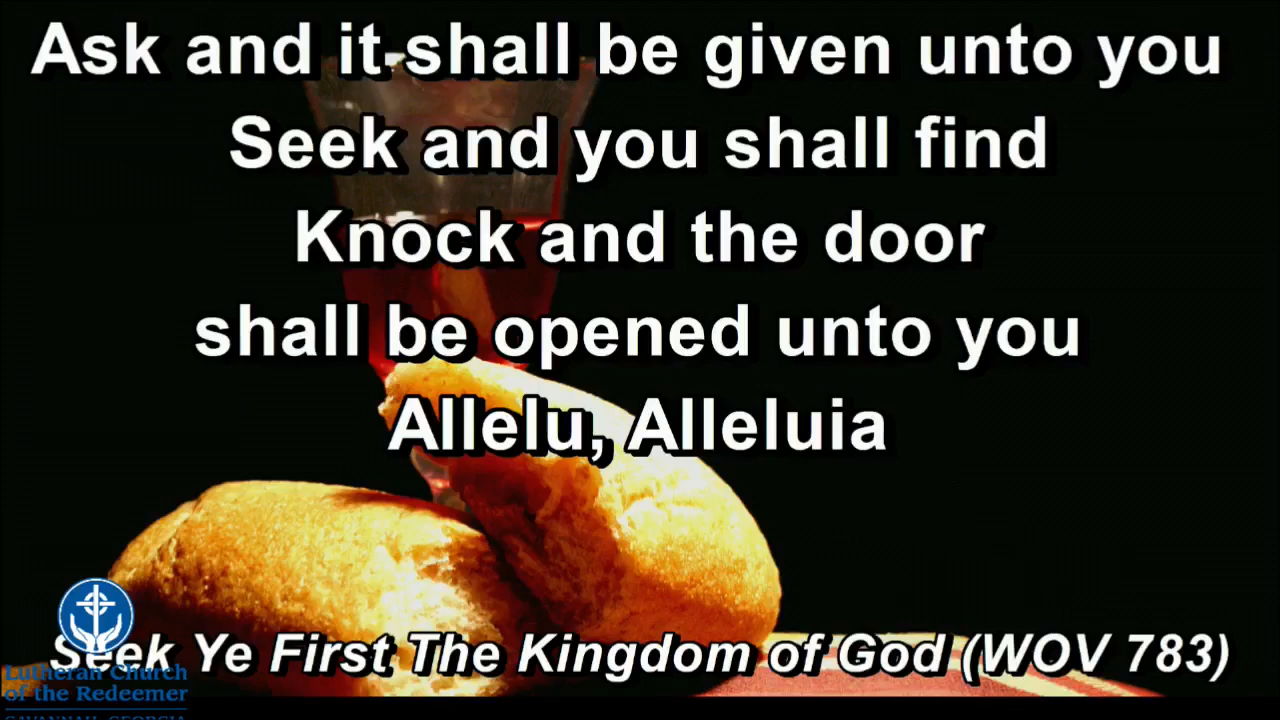 Ask and it shall be given unto you
Seek and you shall find
Knock and the door
shall be opened unto you
Allelu, Alleluia
Seek Ye First The Kingdom of God (WOV 783)
Lutheran Church
of the Redeemer
SAVANNAH, GEORGIA